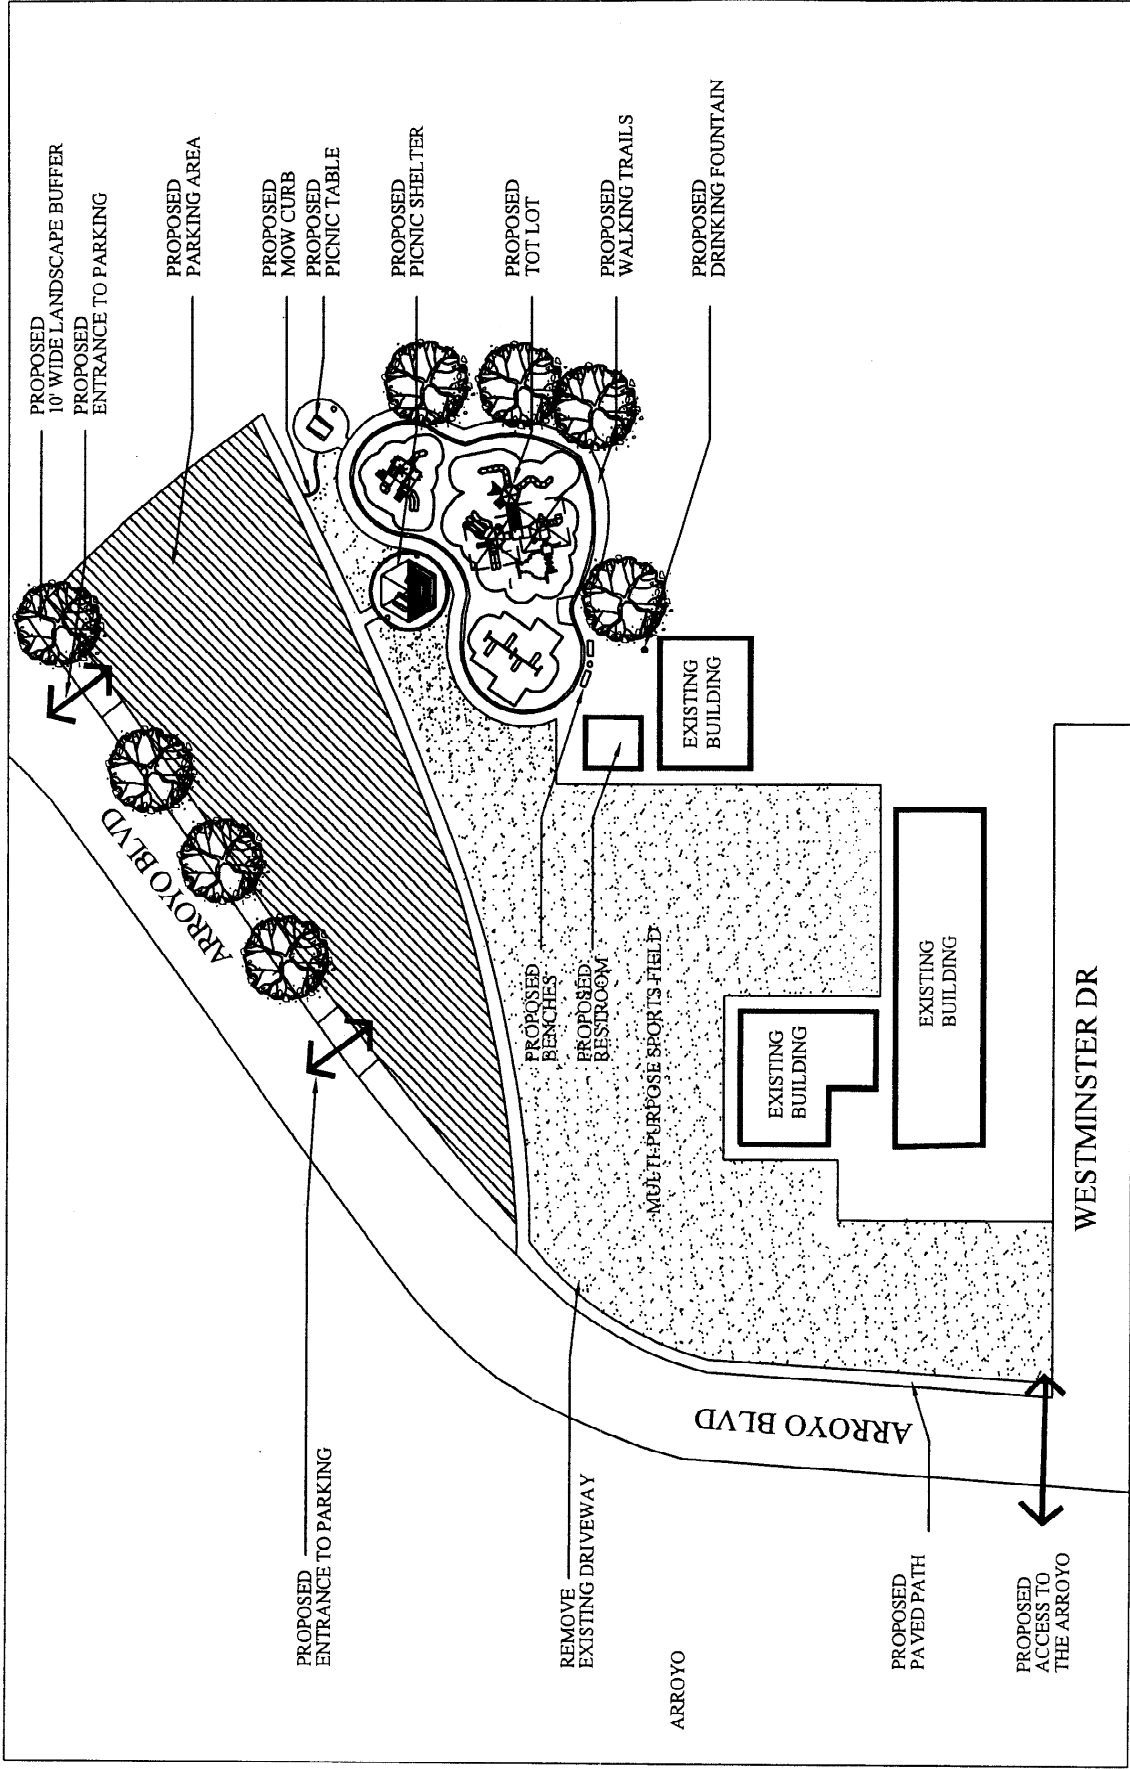 PROPOSED
10' WIDE LANDSCAPE BUFFER
PROPOSED
ENTRANCE TO PARKING
PROPOSED
PARKING AREA
PROPOSED
MOW CURB
PROPOSED
PICNIC TABLE
PROPOSED
PICNIC SHELTER
PROPOSED
TOT LOT
PROPOSED
WALKING TRAILS
PROPOSED
DRINKING FOUNTAIN
ARROYO BLVD
EXISTING
BUILDING
PROPOSED
BENCHES
PROPOSED
RESTROOM
MULTI-PURPOSE SPORTS FIELD
EXISTING
BUILDING
EXISTING
BUILDING
WESTMINSTER DR
ARROYO BLVD
PROPOSED
ENTRANCE TO PARKING
REMOVE
EXISTING DRIVEWAY
ARROYO
PROPOSED
PAVED PATH
PROPOSED
ACCESS TO
THE ARROYO